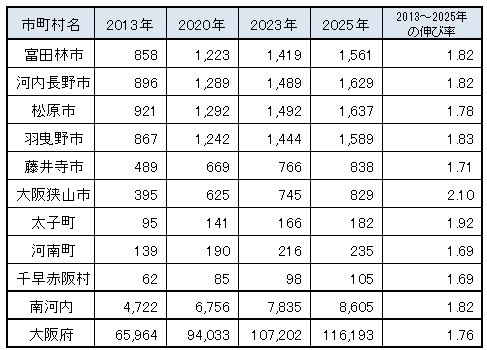 市町村名 2013年 2020年 2023年 2025年 2013～2025年
の伸び率
富田林市 858 1,223 1,419 1,561 1.82
河内長野市 896 1,289 1,489 1,629 1.82
松原市 921 1,292 1,492 1,637 1.78
羽曳野市 867 1,242 1,444 1,589 1.83
藤井寺市 489 669 766 838 1.71
大阪狭山市 395 625 745 829 2.10
太子町 95 141 166 182 1.92
河南町 139 190 216 235 1.69
千早赤阪村 62 85 98 105 1.69
南河内 4,722 6,756 7,835 8,605 1.82
大阪府 65,964 94,033 107,202 116,193 1.76